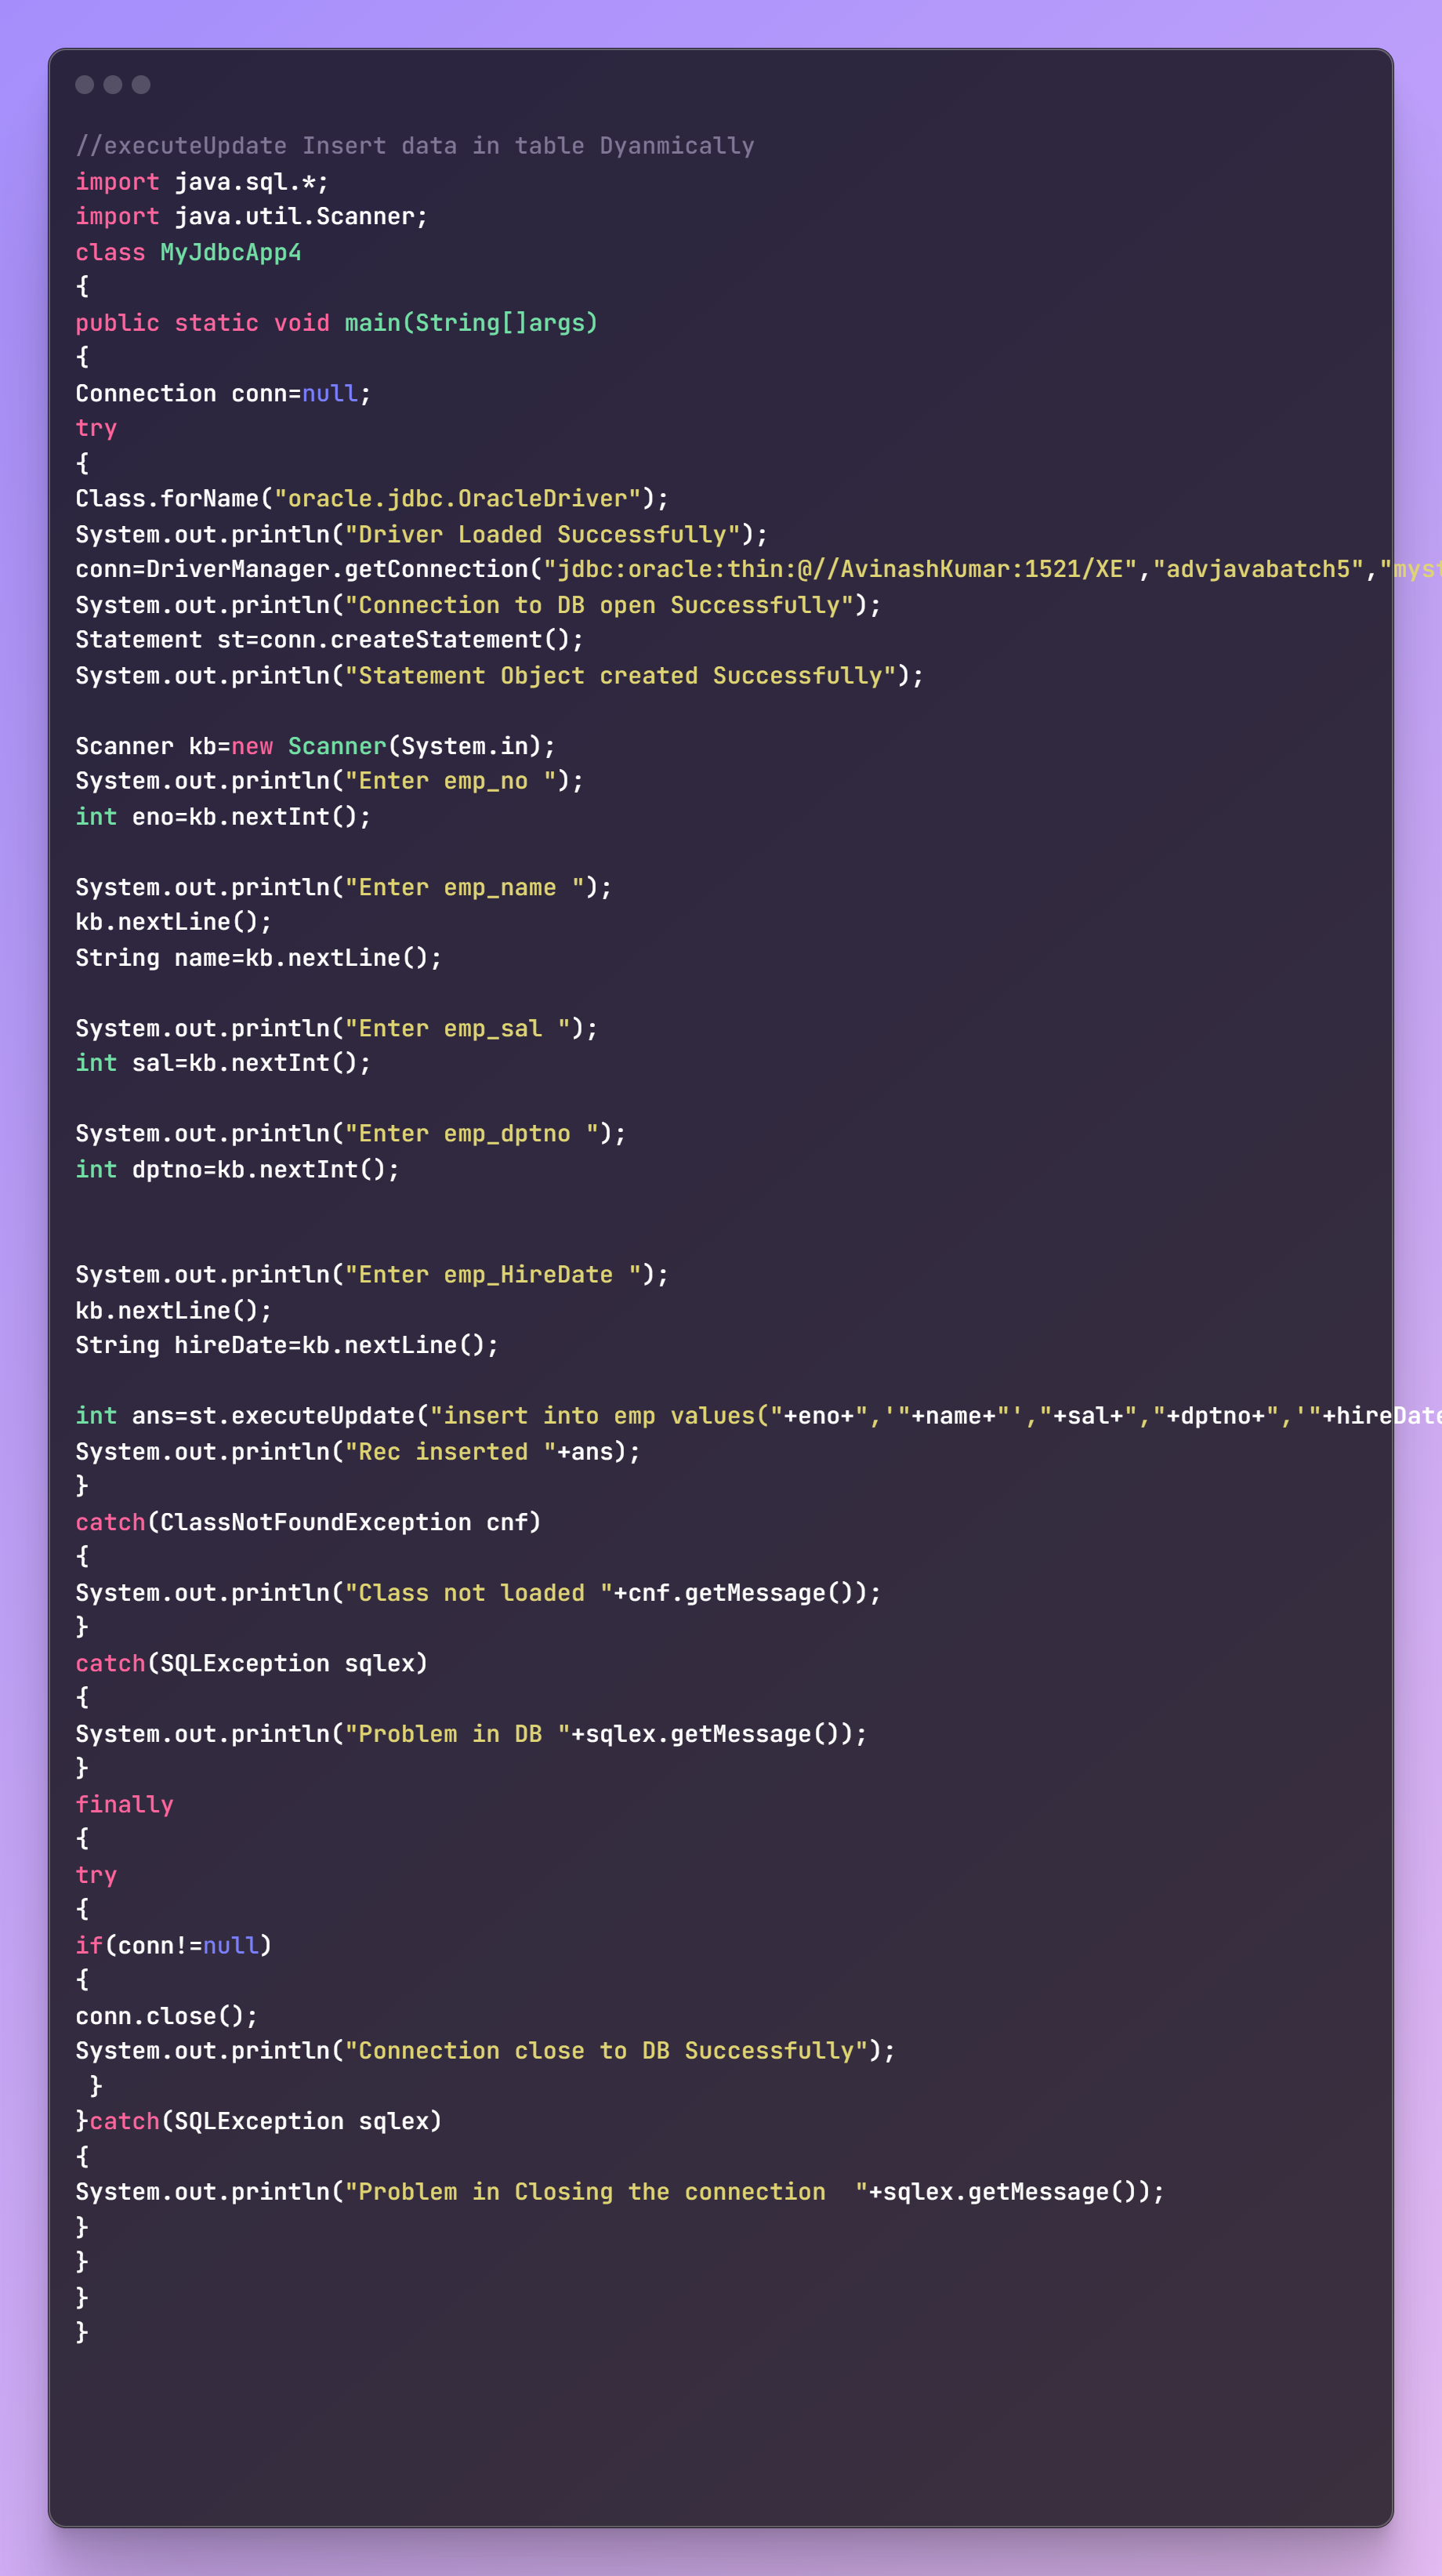 //executeUpdate Insert data in table Dyanmically
import java.sql.*;
import java.util.Scanner;
class MyJdbcApp4
{
public static void main(String[]args)
{
Connection conn=null;
try
{
Class.forName("oracle.jdbc.OracleDriver");
System.out.println("Driver Loaded Successfully");
conn=DriverManager.getConnection("jdbc:oracle:thin:@//AvinashKumar:1521/XE","advjavabatch5","myst
System.out.println("Connection to DB open Successfully");
Statement st=conn.createStatement();
System.out.println("Statement Object created Successfully");

Scanner kb=new Scanner(System.in);
System.out.println("Enter emp_no ");
int eno=kb.nextInt();

System.out.println("Enter emp_name ");
kb.nextLine();
String name=kb.nextLine();

System.out.println("Enter emp_sal ");
int sal=kb.nextInt();

System.out.println("Enter emp_dptno ");
int dptno=kb.nextInt();


System.out.println("Enter emp_HireDate ");
kb.nextLine();
String hireDate=kb.nextLine();

int ans=st.executeUpdate("insert into emp values("+eno+",'"+name+"',"+sal+","+dptno+",'"+hireDate
System.out.println("Rec inserted "+ans);
}
catch(ClassNotFoundException cnf)
{
System.out.println("Class not loaded "+cnf.getMessage());
}
catch(SQLException sqlex)
{
System.out.println("Problem in DB "+sqlex.getMessage());
}
finally
{
try
{
if(conn!=null)
{
conn.close();
System.out.println("Connection close to DB Successfully");
 }
}catch(SQLException sqlex)
{
System.out.println("Problem in Closing the connection  "+sqlex.getMessage());
}
}
}
}